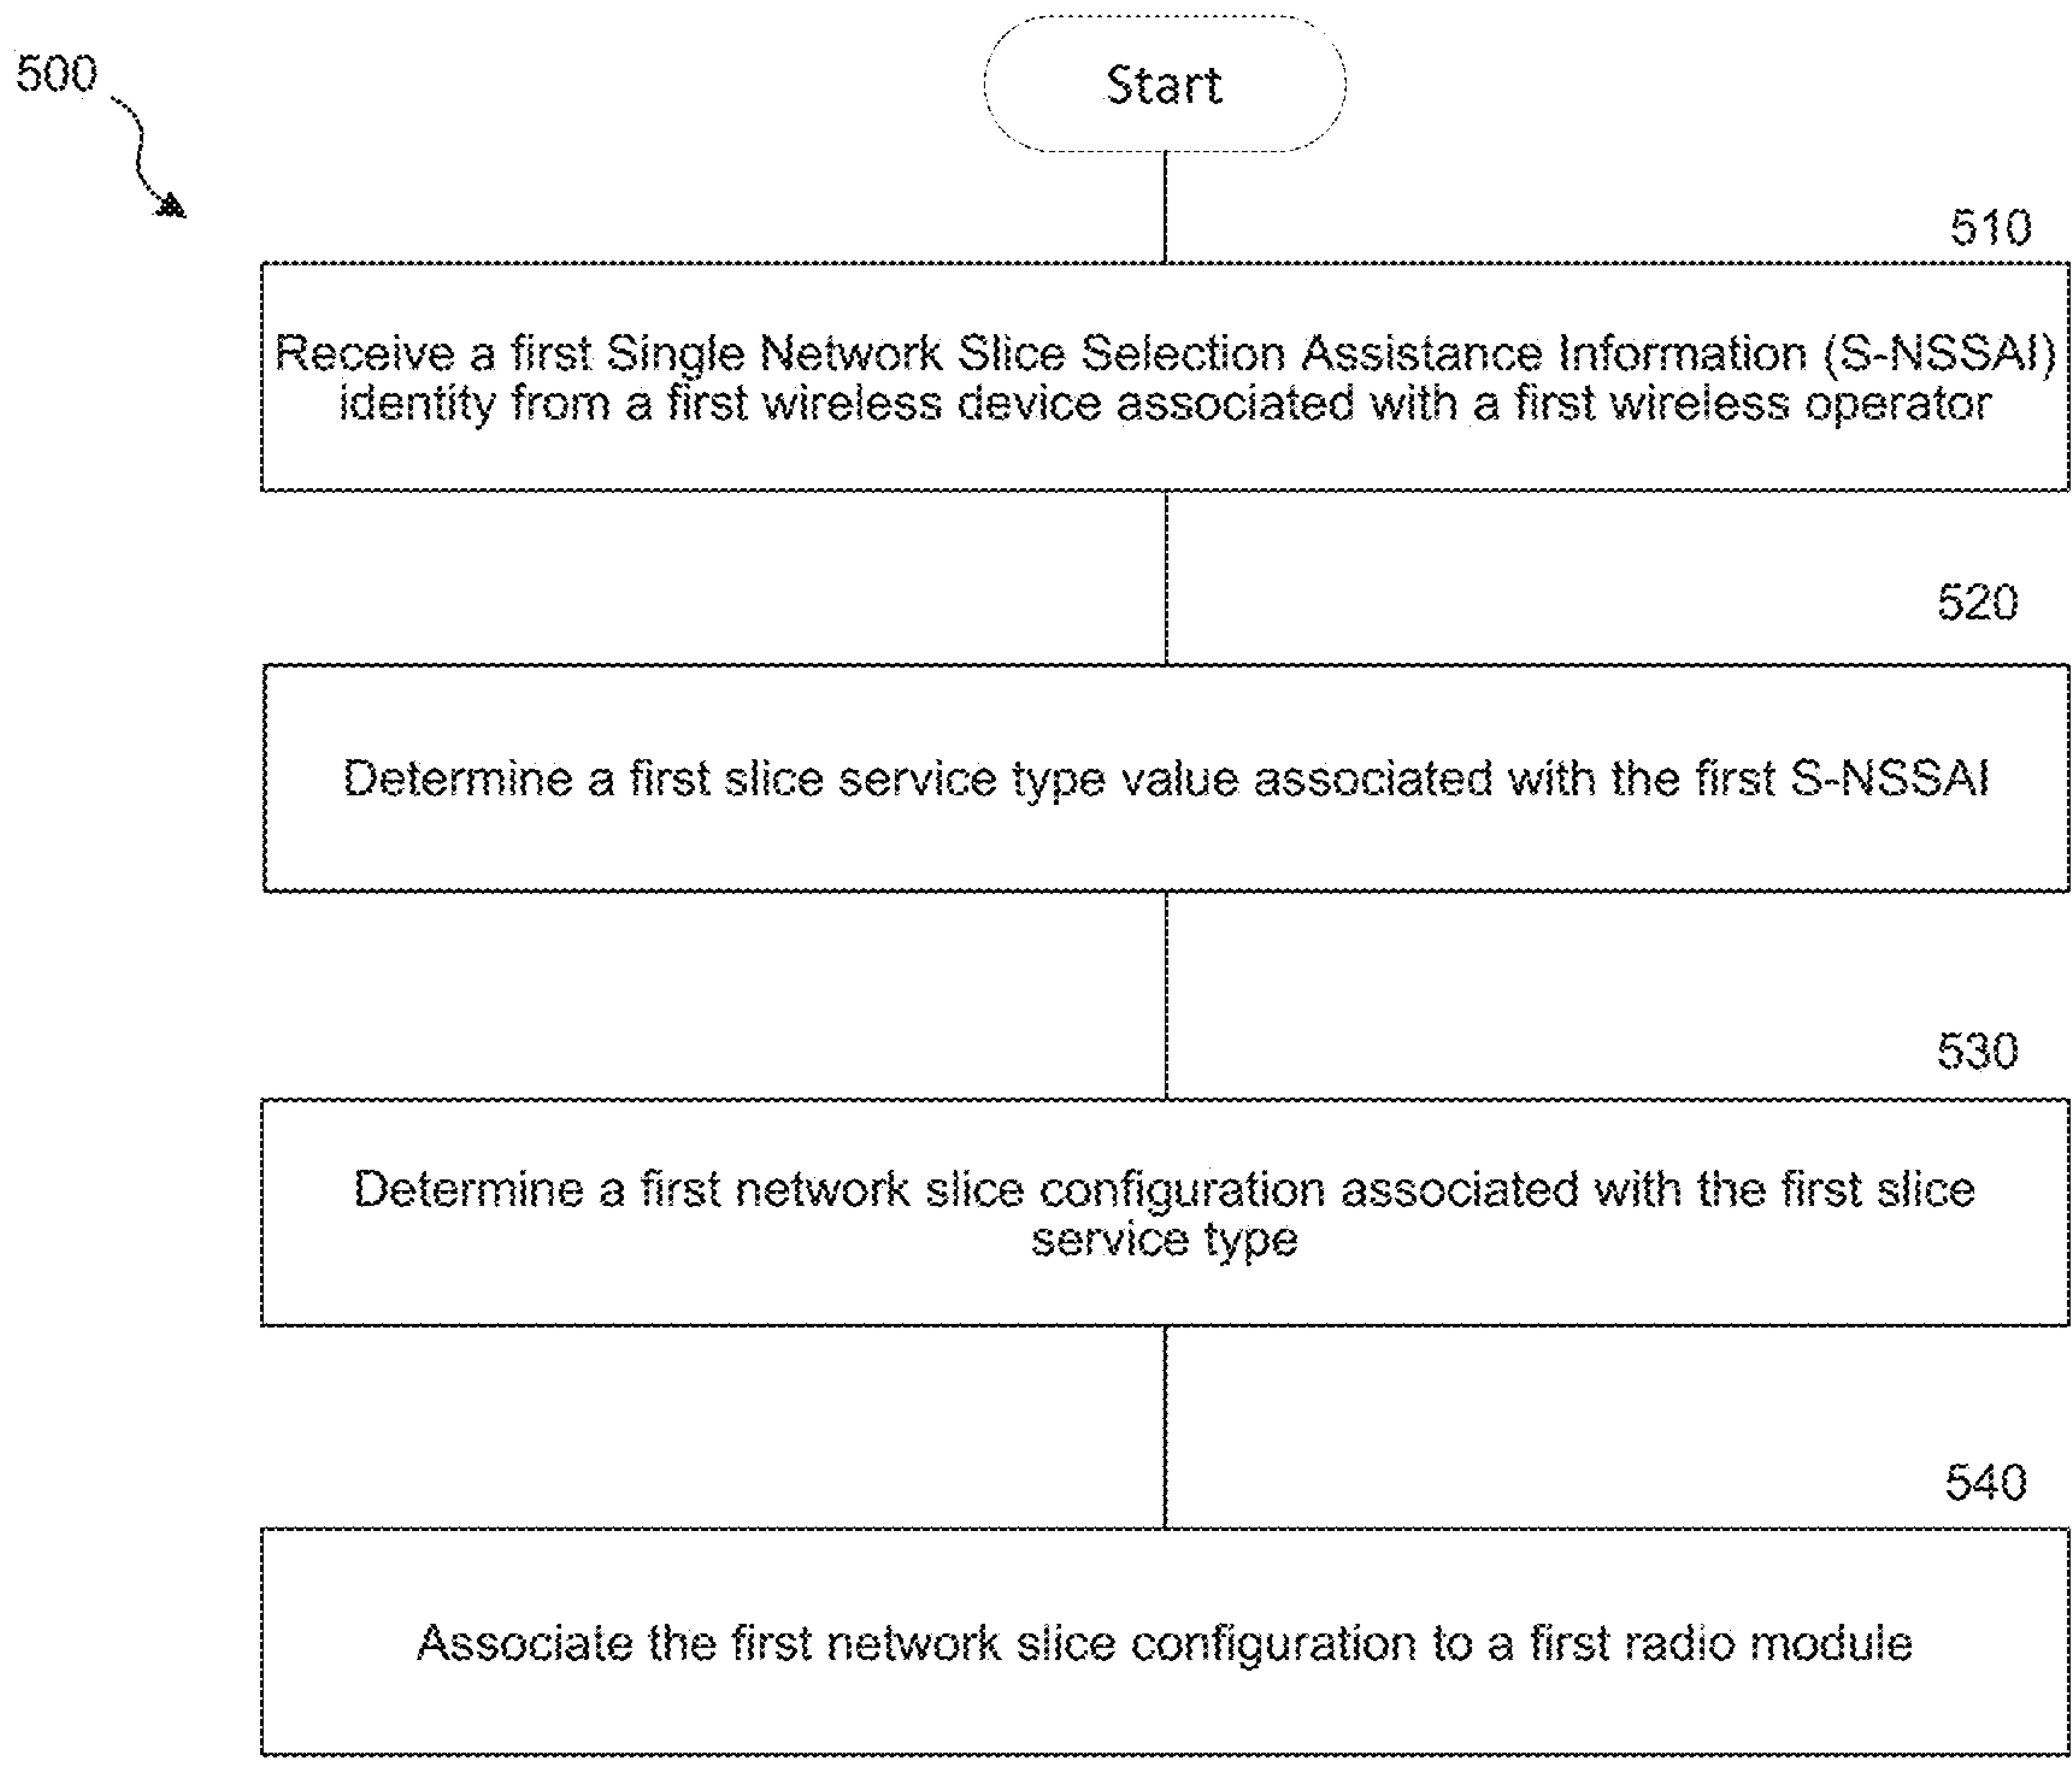 500
Start
510
Receive a first Single Network Slice Selection Assistance Information (S-NSSAI)
identity from a first wireless device associated with a first wireless operator
520
Determine a first slice service type value associated with the first S-NSSAI
530
Determine a first network slice configuration associated with the first slice
service type
540
Associate the first network slice configuration to a first radio module